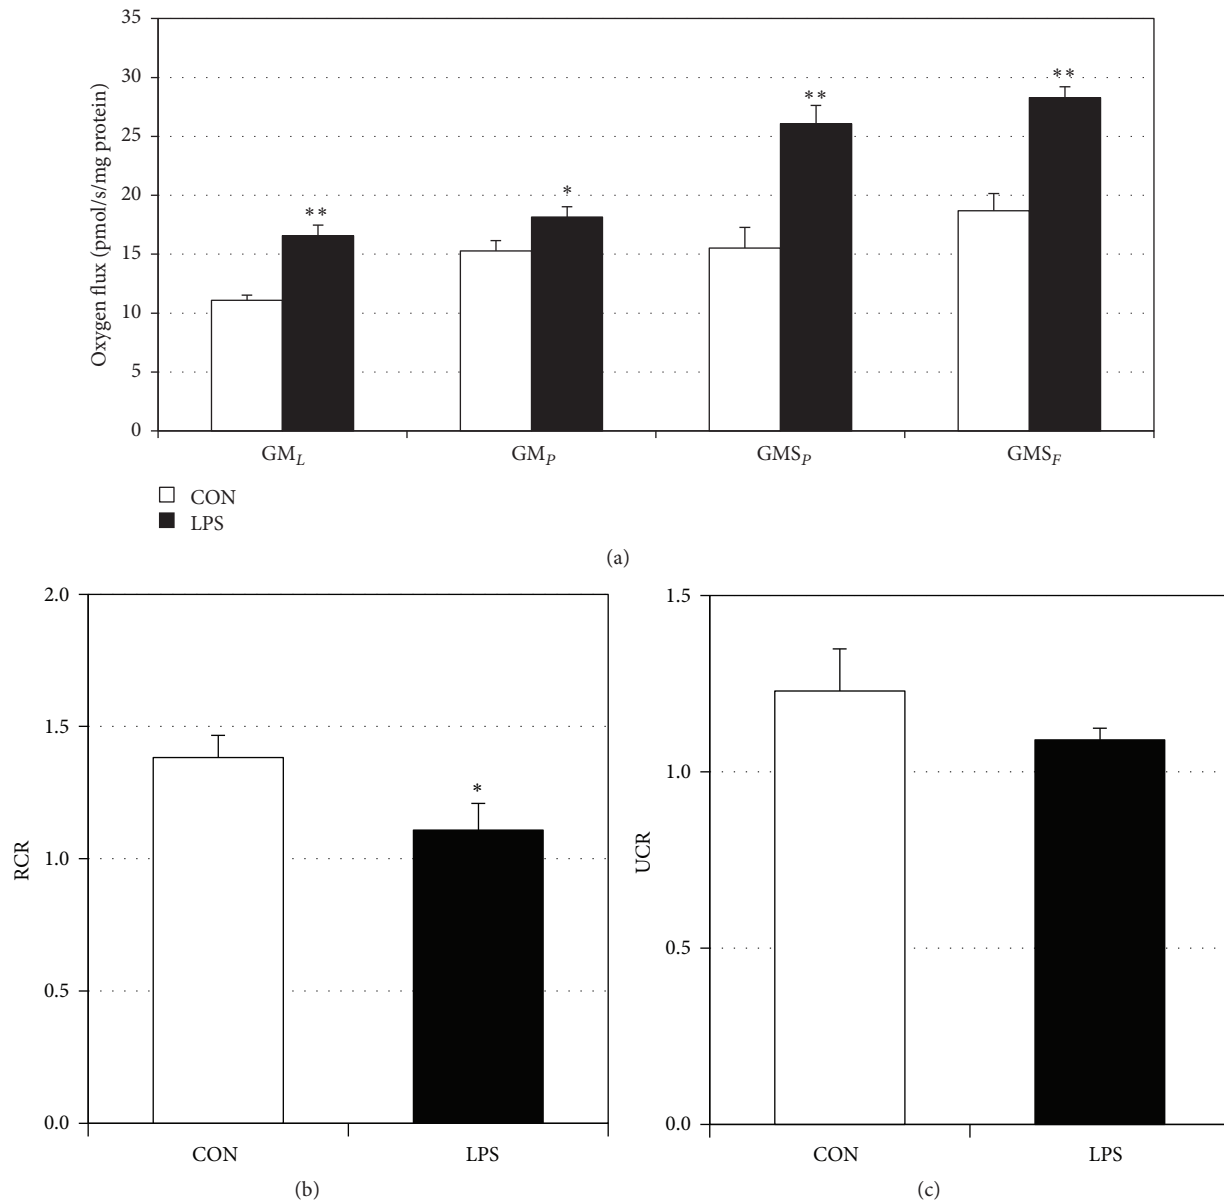 35
30
25
20
15
10
5
0
Oxygen flux (pmol/s/mg protein)
**
*
**
**
GM_L GM_P GMS_P GMS_F
CON
LPS
(a)
2.0
1.5
1.0
0.5
0.0
RCR
*
CON LPS
(b)
1.5
1.0
0.5
0.0
UCR
CON LPS
(c)